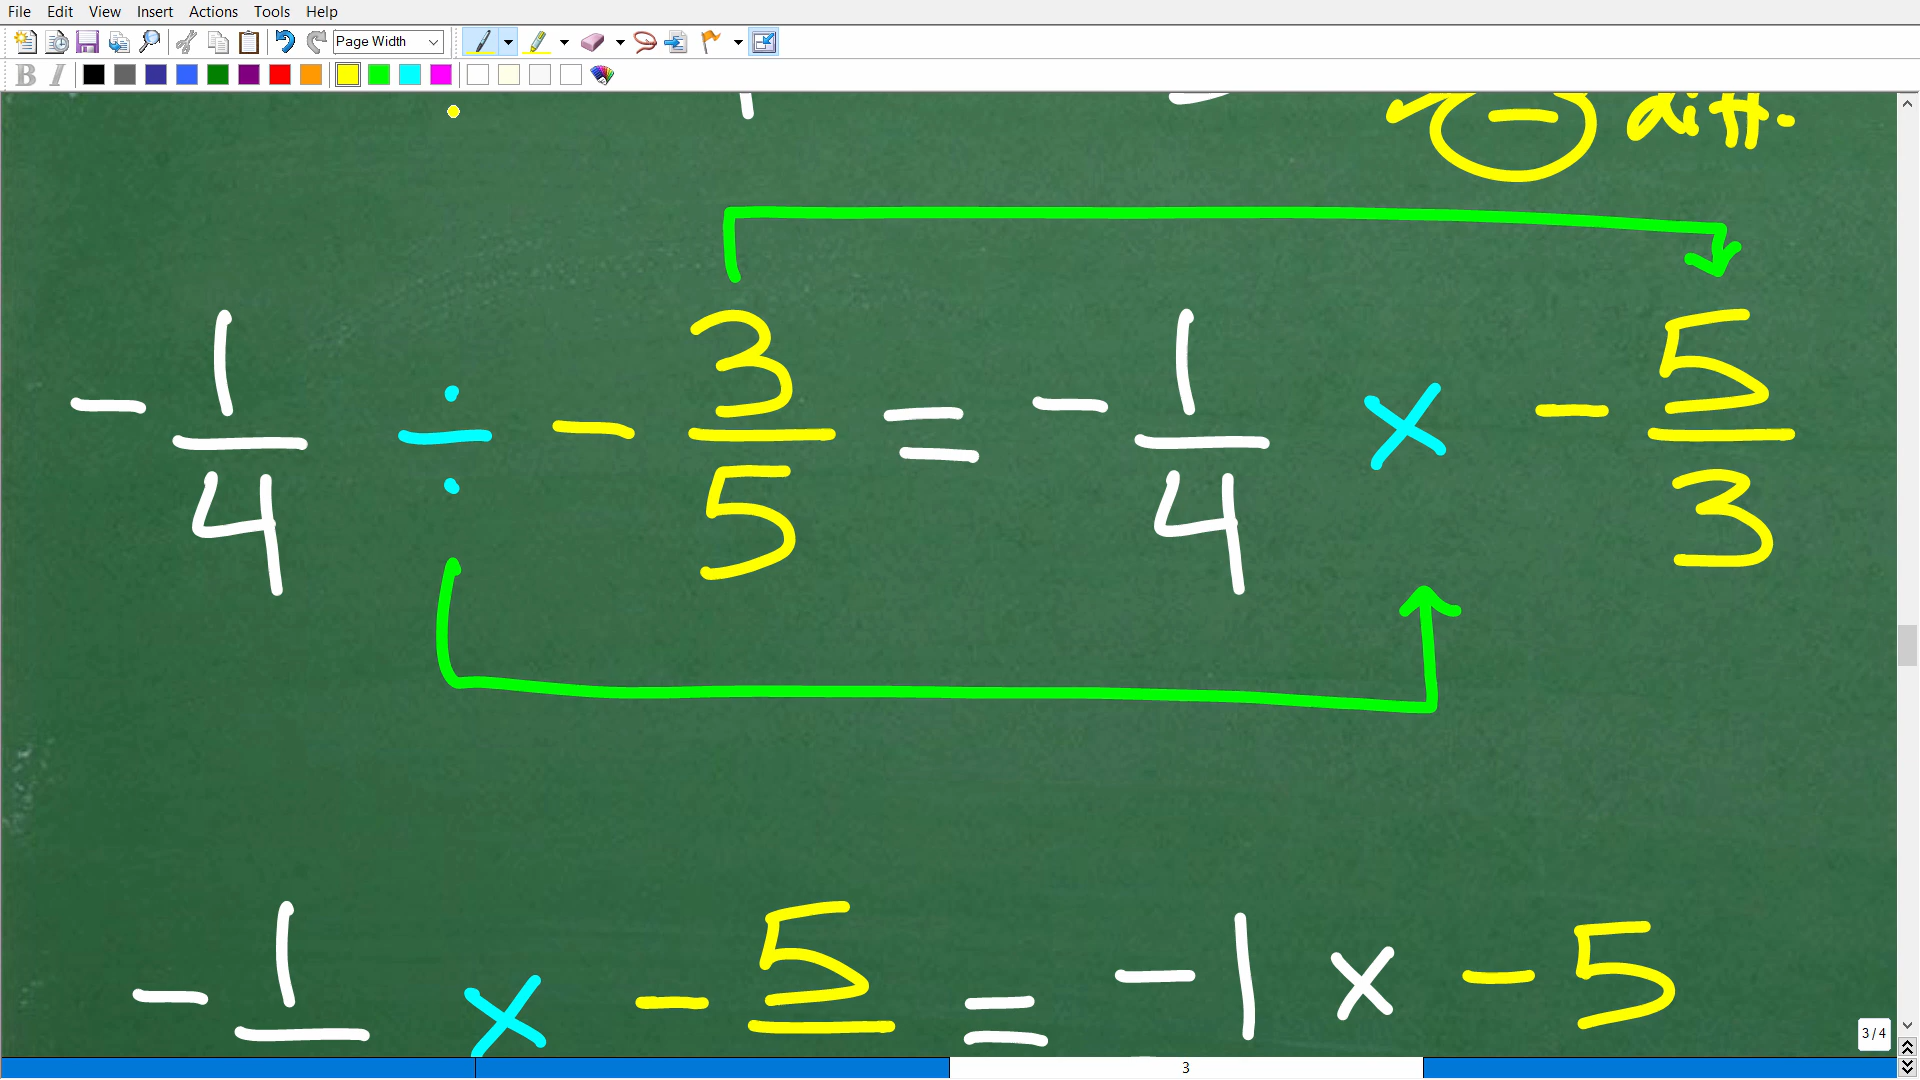 File Edit View Insert Actions Tools Help
Page Width
B I
- diff.
- 1/4 ÷ - 3/5 = - 1/4 × - 5/3
- 1 × - 5 = - 1 × - 5
3 / 4
3